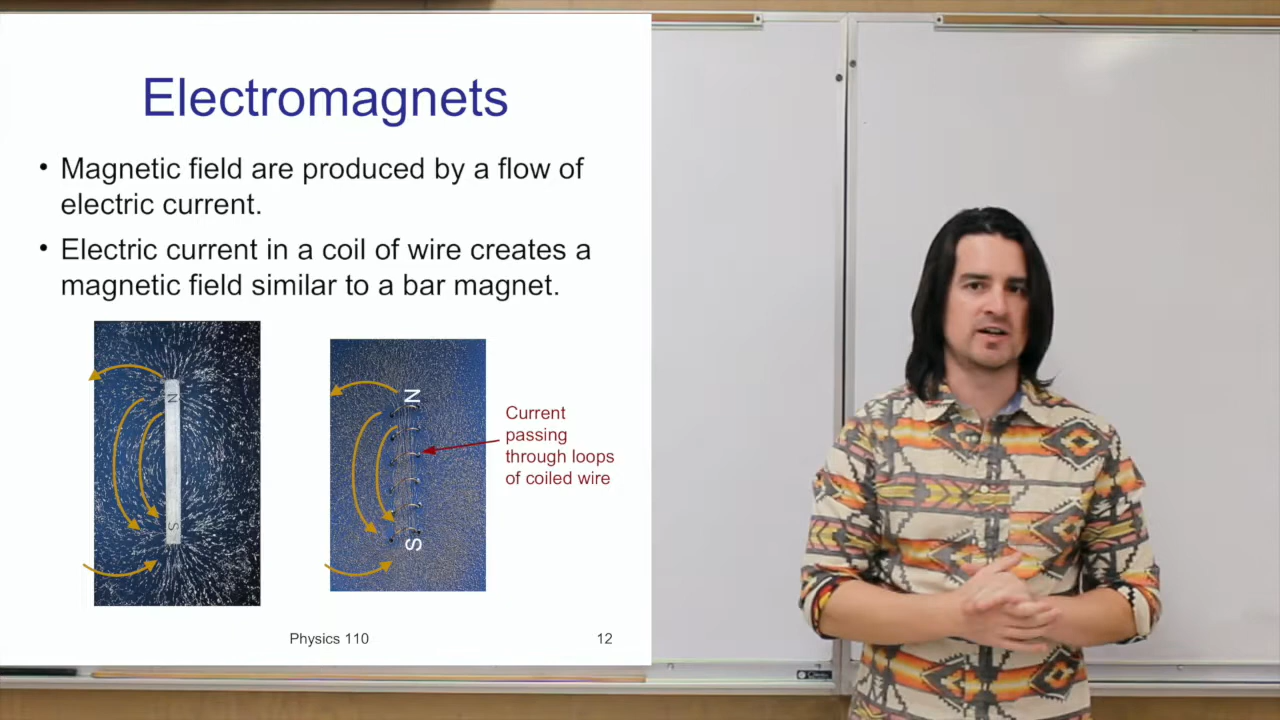 Electromagnets
• Magnetic field are produced by a flow of
electric current.
• Electric current in a coil of wire creates a
magnetic field similar to a bar magnet.
N
S
N
S
Current
passing
through loops
of coiled wire
Physics 110
12